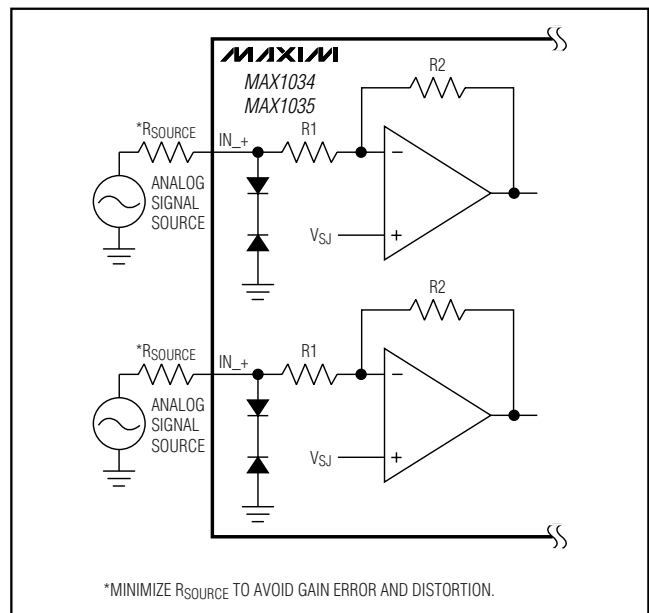 MAXIM
MAX1034
MAX1035
R2
*RSOURCE
IN_+
R1
ANALOG
SIGNAL
SOURCE
−
VSJ
+
R2
*RSOURCE
IN_+
R1
ANALOG
SIGNAL
SOURCE
−
VSJ
+
*MINIMIZE RSOURCE TO AVOID GAIN ERROR AND DISTORTION.